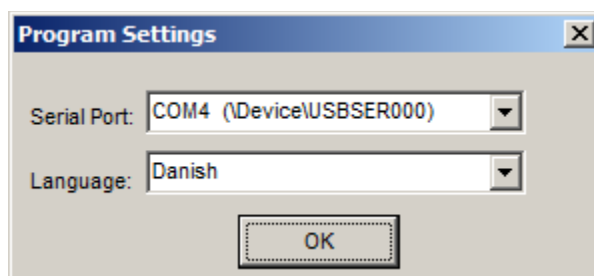 Program Settings
Serial Port: COM4 (\Device\USBSER000)
Language: Danish
OK